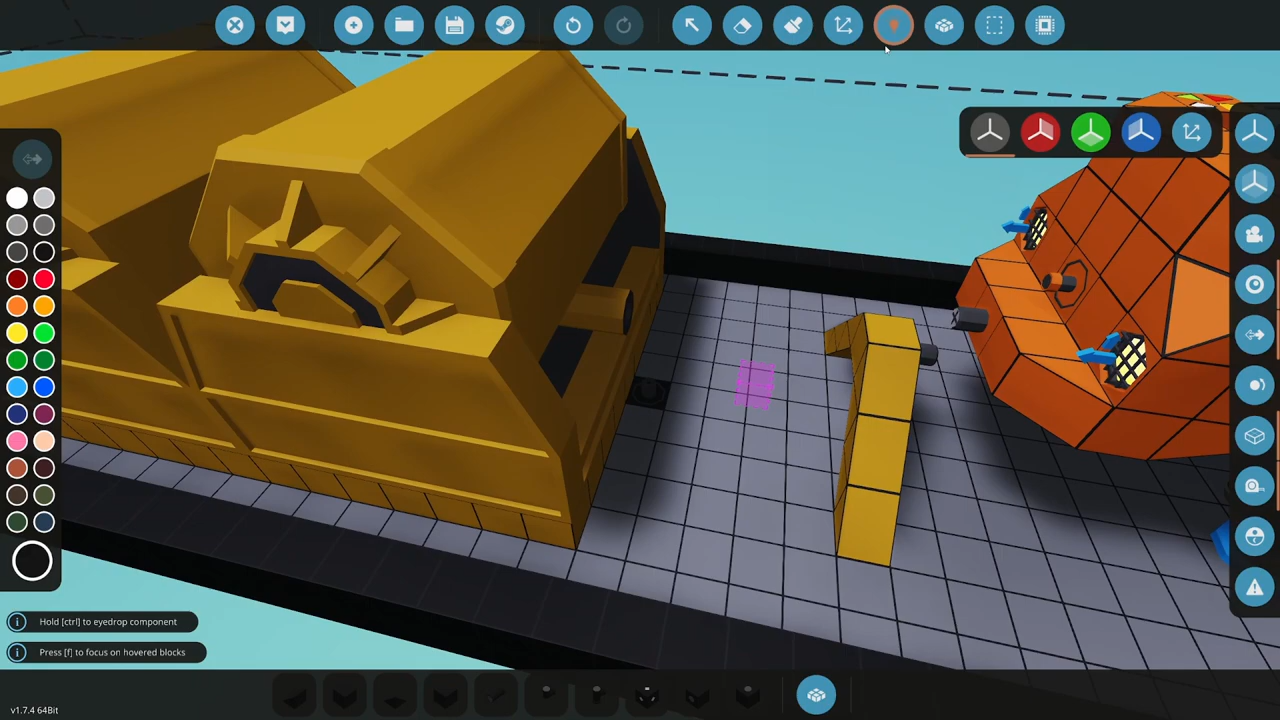 Hold [ctrl] to eyedrop component
Press [f] to focus on hovered blocks
v1.7.4 64Bit